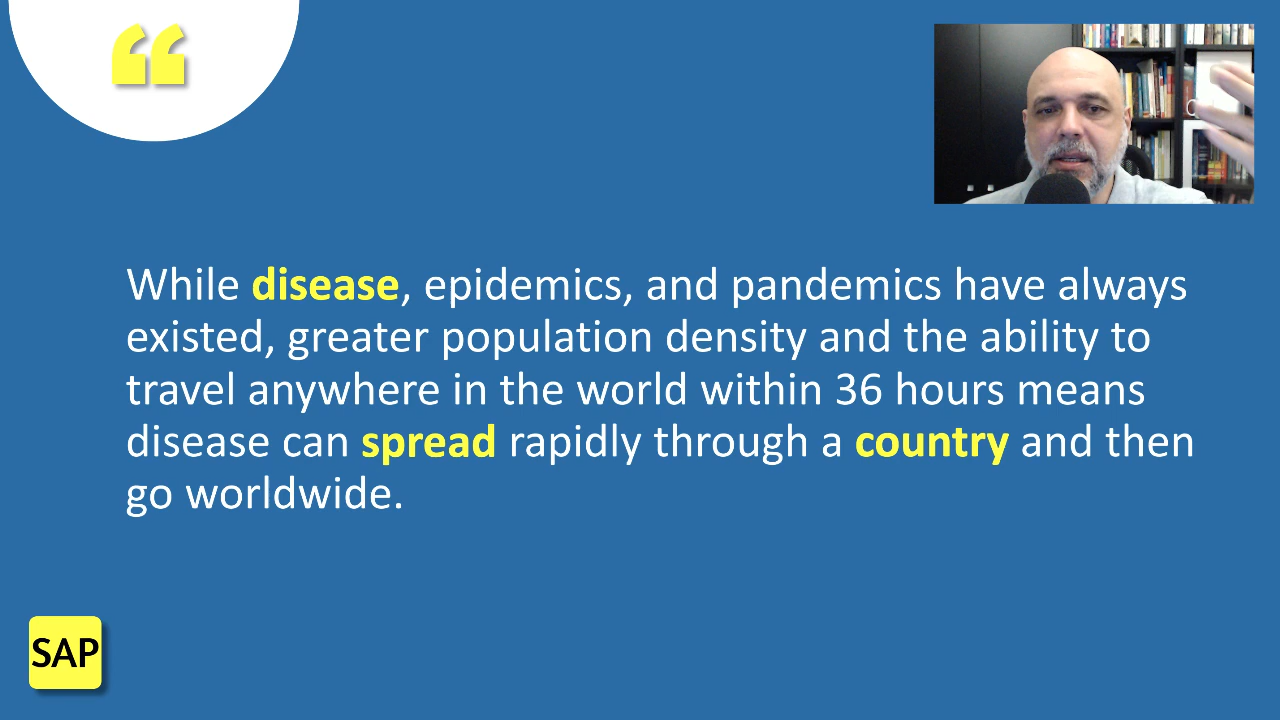 “
While disease, epidemics, and pandemics have always
existed, greater population density and the ability to
travel anywhere in the world within 36 hours means
disease can spread rapidly through a country and then
go worldwide.
SAP